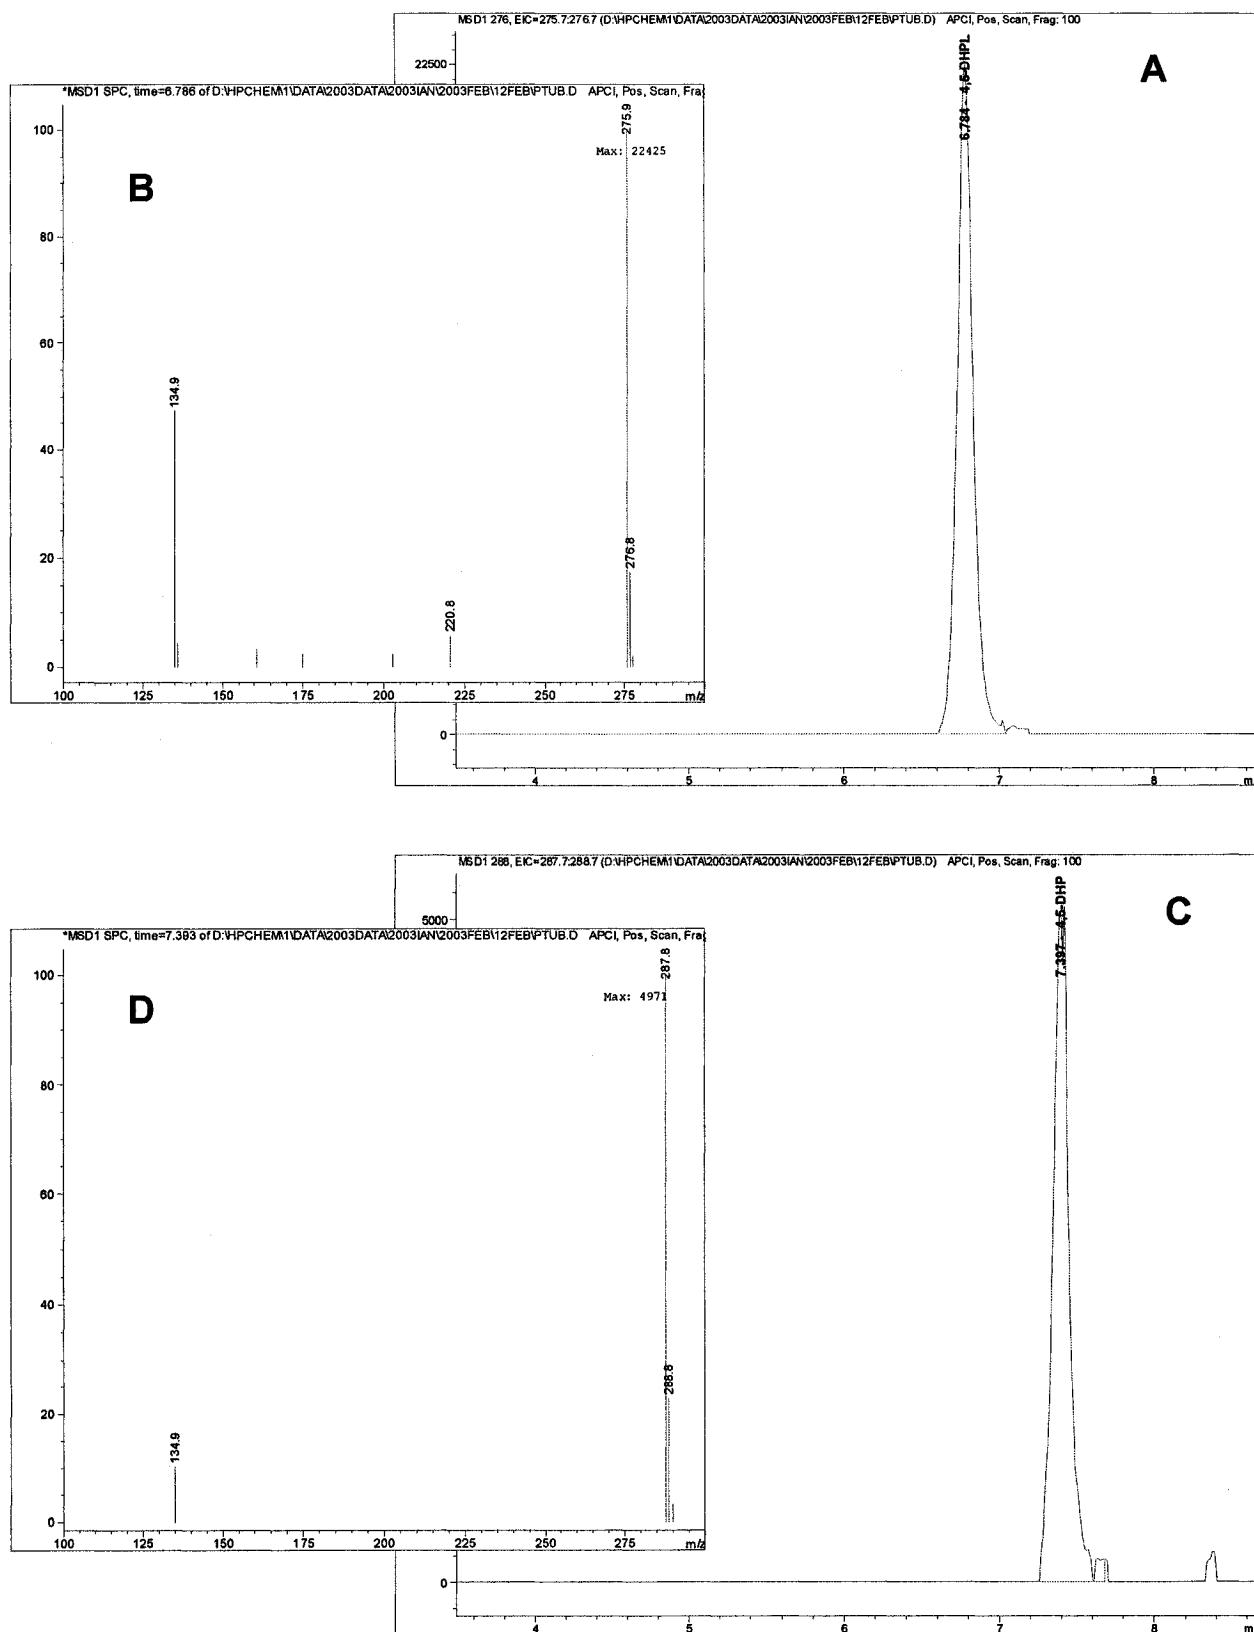 MSD1 276, EIC=275.7:276.7 (D:\HPCHEM\1\DATA\2003DATA\2003IAN\2003FEB\12FEB\PTUB.D) APCI, Pos, Scan, Frag: 100
22500
A
6.784 - 4,5-DHPL
*MSD1 SPC, time=6.786 of D:\HPCHEM\1\DATA\2003DATA\2003IAN\2003FEB\12FEB\PTUB.D APCI, Pos, Scan, Fra
275.9
100
Max: 22425
B
80
60
134.9
40
276.8
20
220.8
0
100 125 150 175 200 225 250 275 m/z
0
4 5 6 7 8 m
MSD1 288, EIC=287.7:288.7 (D:\HPCHEM\1\DATA\2003DATA\2003IAN\2003FEB\12FEB\PTUB.D) APCI, Pos, Scan, Frag: 100
5000
C
7.397 - 4,5-DHP
*MSD1 SPC, time=7.393 of D:\HPCHEM\1\DATA\2003DATA\2003IAN\2003FEB\12FEB\PTUB.D APCI, Pos, Scan, Fra
287.8
100
Max: 4971
D
80
60
40
288.8
20
134.9
0
100 125 150 175 200 225 250 275 m/z
0
4 5 6 7 8 m